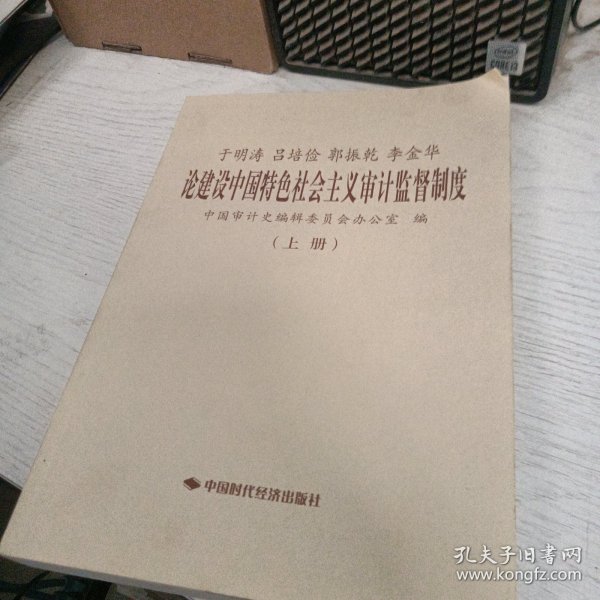 于明涛 吕培俭 郭振乾 李金华
论建设中国特色社会主义审计监督制度
中国审计史编辑委员会办公室 编
（上 册）
中国时代经济出版社
CORE i3
孔夫子旧书网
www.kongfz.com